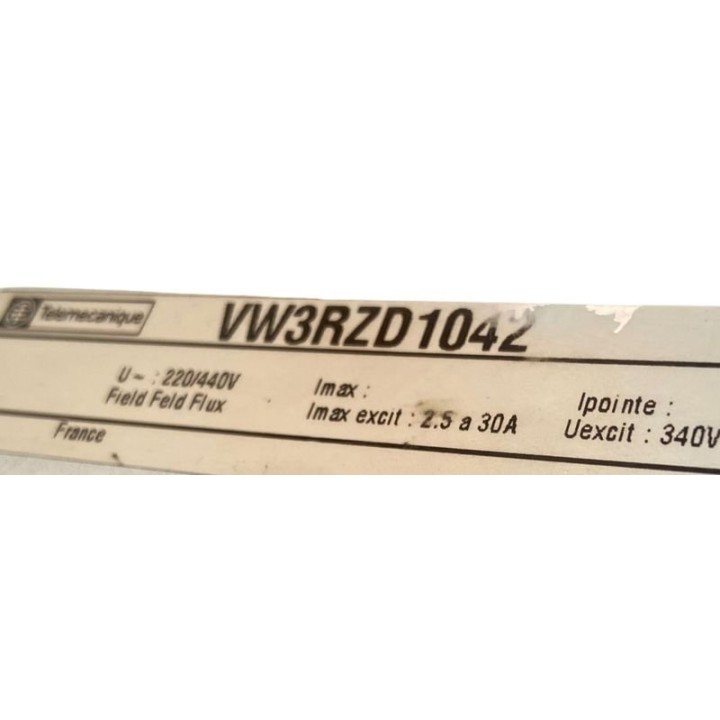 Telemecanique VW3RZD1042
U ~ : 220/440V Imax : Ipointe :
Field Feld Flux Imax excit : 2.5 a 30A Uexcit : 340V
France